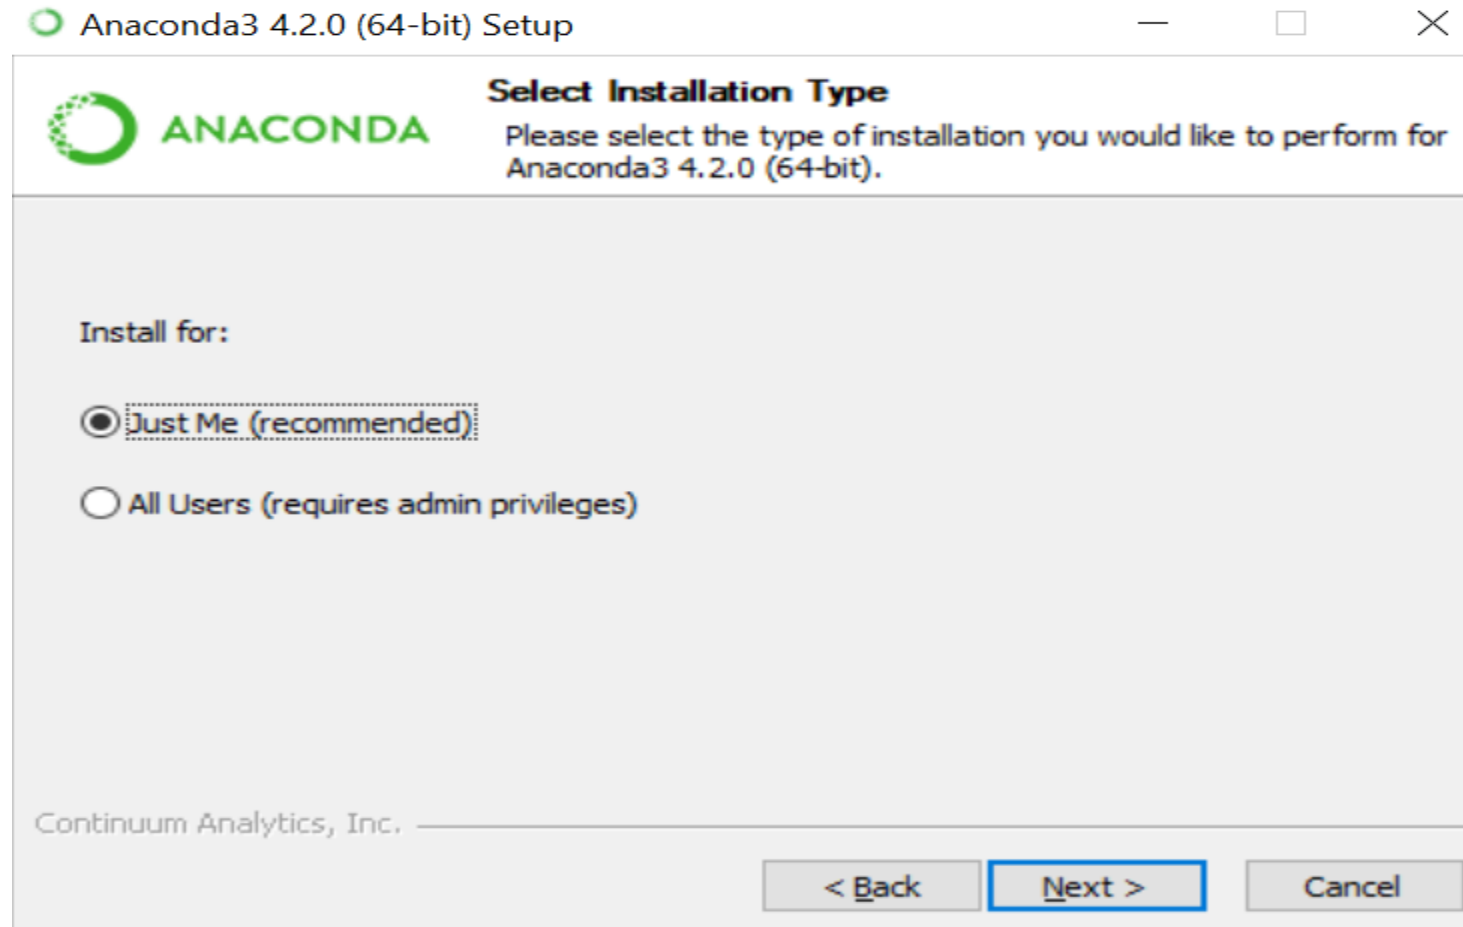 Anaconda3 4.2.0 (64-bit) Setup
ANACONDA
Select Installation Type
Please select the type of installation you would like to perform for
Anaconda3 4.2.0 (64-bit).
Install for:
Just Me (recommended)
All Users (requires admin privileges)
Continuum Analytics, Inc.
< Back
Next >
Cancel